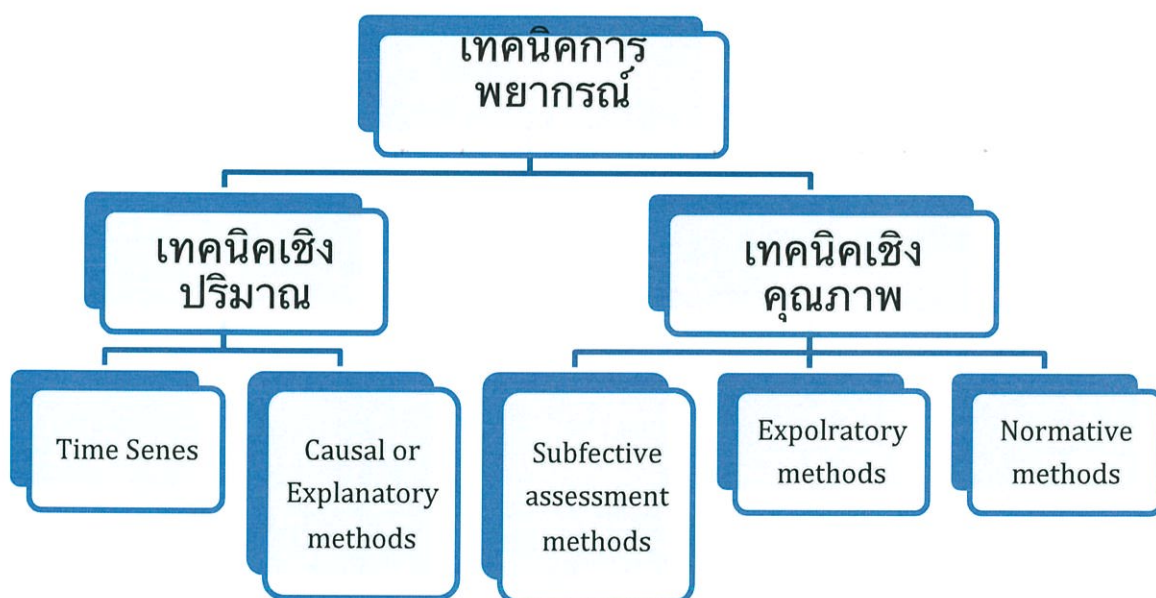 เทคนิคการ
พยากรณ์
เทคนิคเชิง
ปริมาณ
เทคนิคเชิง
คุณภาพ
Time Senes
Causal or
Explanatory
methods
Subfective
assessment
methods
Expolratory
methods
Normative
methods